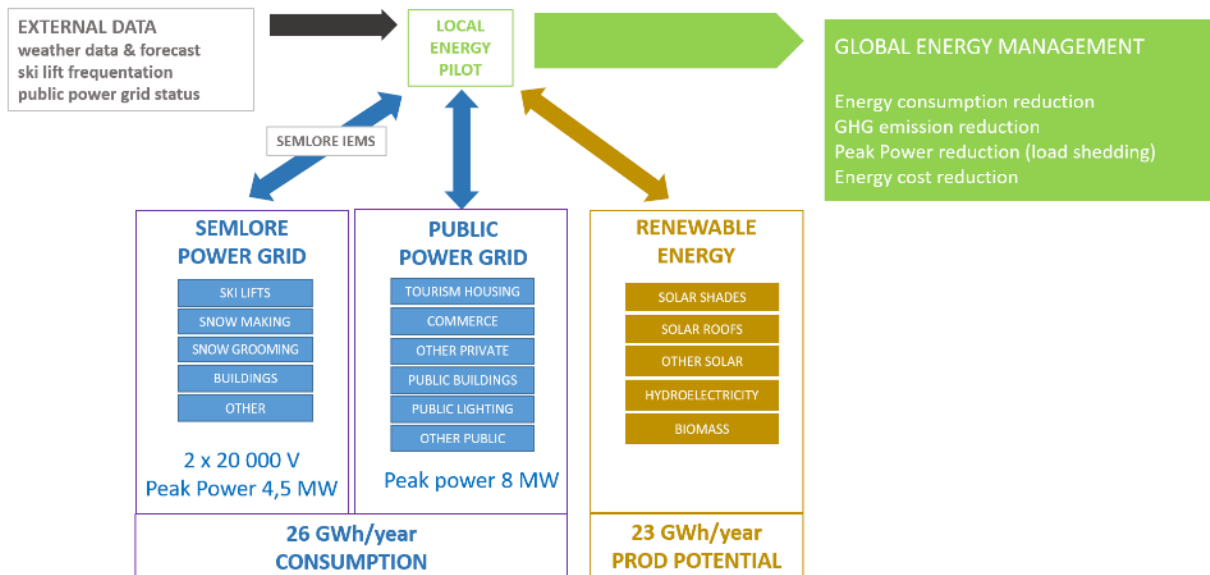 EXTERNAL DATA
weather data & forecast
ski lift frequentation
public power grid status
LOCAL
ENERGY
PILOT
GLOBAL ENERGY MANAGEMENT
Energy consumption reduction
GHG emission reduction
Peak Power reduction (load shedding)
Energy cost reduction
SEMLORE IEMS
SEMLORE
POWER GRID
SKI LIFTS
SNOW MAKING
SNOW GROOMING
BUILDINGS
OTHER
2 x 20 000 V
Peak Power 4,5 MW
PUBLIC
POWER GRID
TOURISM HOUSING
COMMERCE
OTHER PRIVATE
PUBLIC BUILDINGS
PUBLIC LIGHTING
OTHER PUBLIC
Peak power 8 MW
26 GWh/year
CONSUMPTION
RENEWABLE
ENERGY
SOLAR SHADES
SOLAR ROOFS
OTHER SOLAR
HYDROELECTRICITY
BIOMASS
23 GWh/year
PROD POTENTIAL